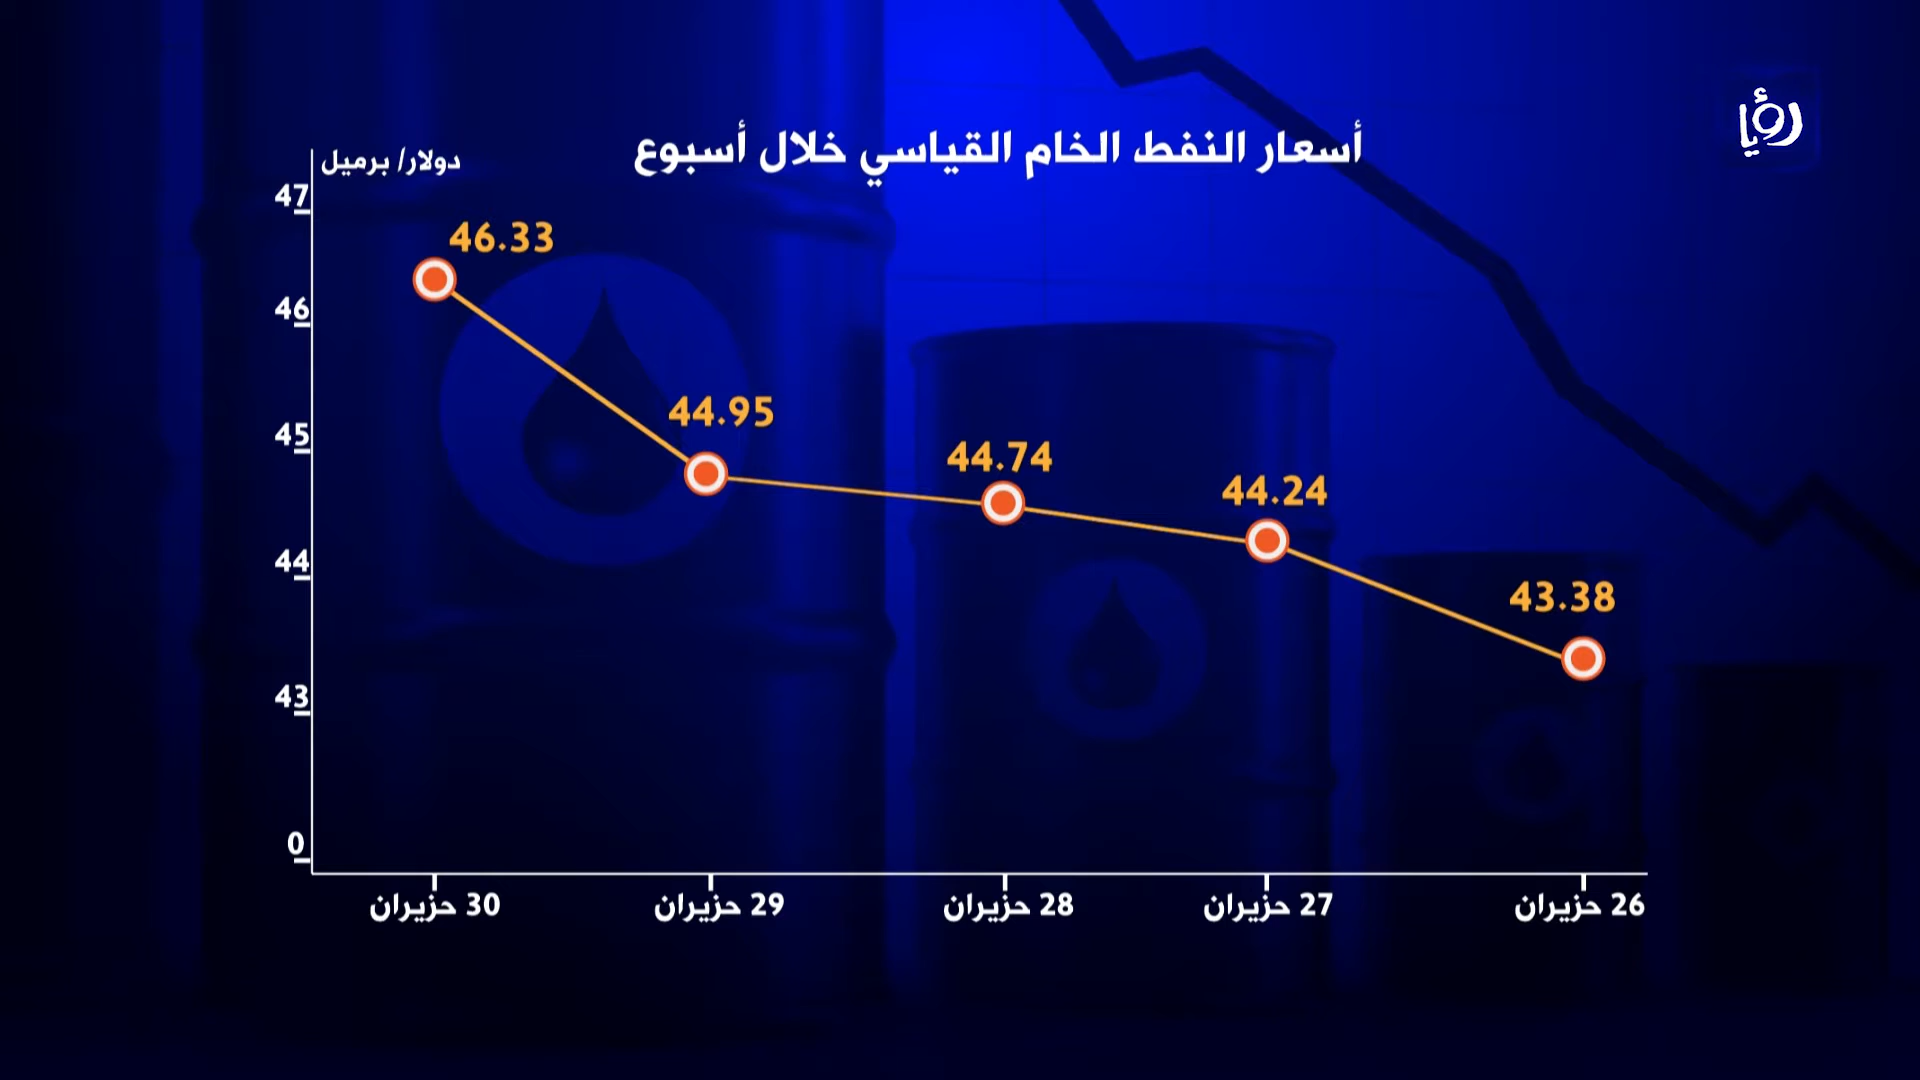 رؤيا
أسعار النفط الخام القياسي خلال أسبوع
دولار/ برميل
47
46
45
44
43
0
46.33
44.95
44.74
44.24
43.38
26 حزيران
27 حزيران
28 حزيران
29 حزيران
30 حزيران